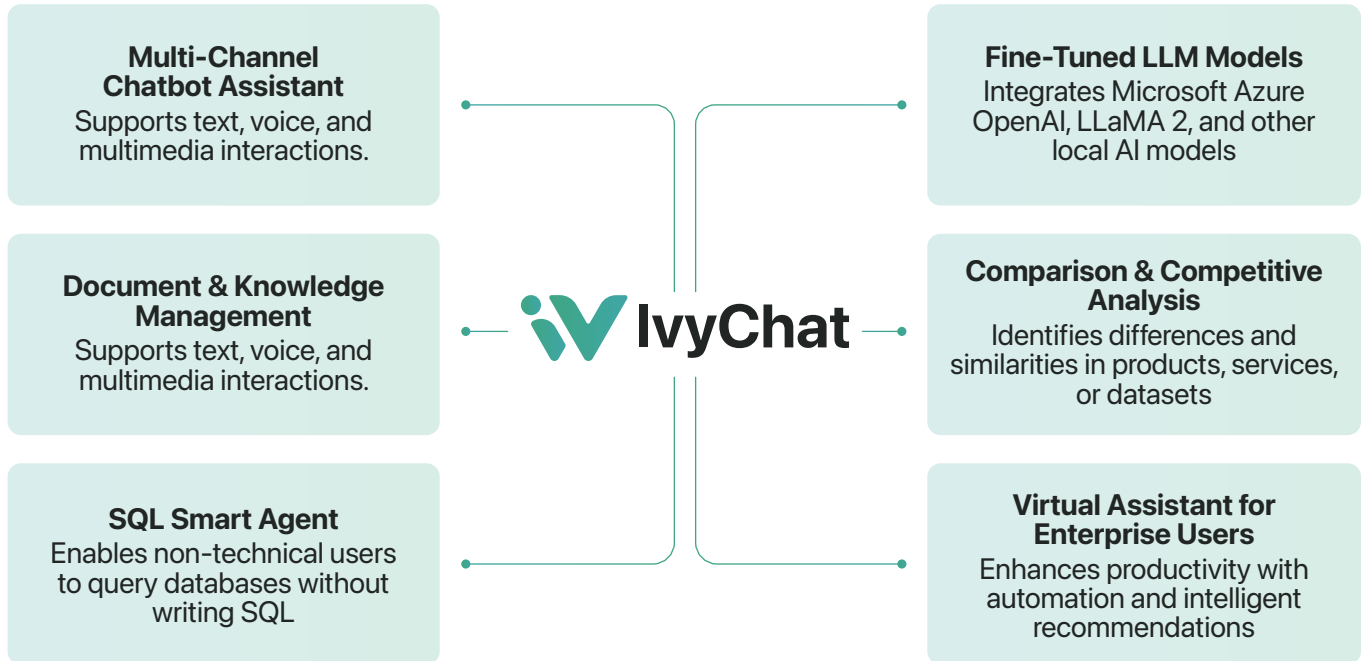 Multi-Channel
Chatbot Assistant
Supports text, voice, and
multimedia interactions.
Document & Knowledge
Management
Supports text, voice, and
multimedia interactions.
SQL Smart Agent
Enables non-technical users
to query databases without
writing SQL
IvyChat
Fine-Tuned LLM Models
Integrates Microsoft Azure
OpenAI, LLaMA 2, and other
local AI models
Comparison & Competitive
Analysis
Identifies differences and
similarities in products, services,
or datasets
Virtual Assistant for
Enterprise Users
Enhances productivity with
automation and intelligent
recommendations